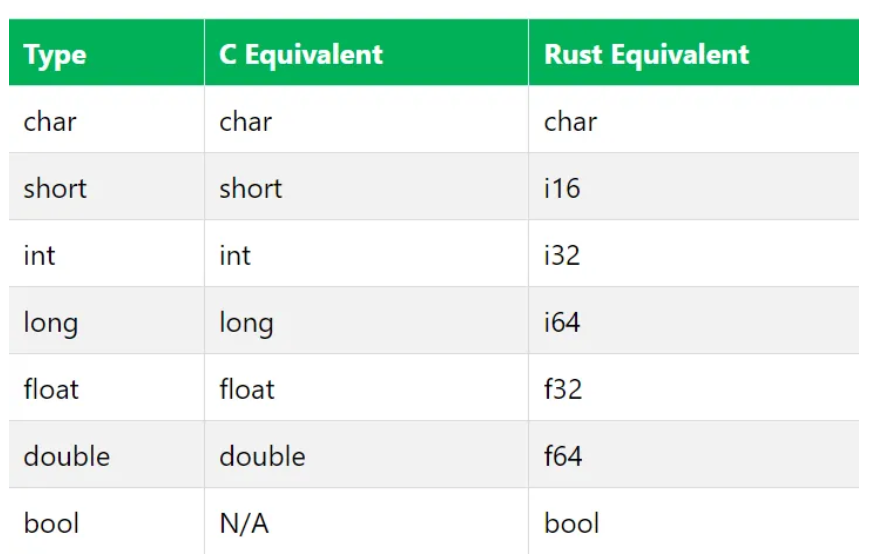 Type C Equivalent Rust Equivalent
char char char
short short i16
int int i32
long long i64
float float f32
double double f64
bool N/A bool